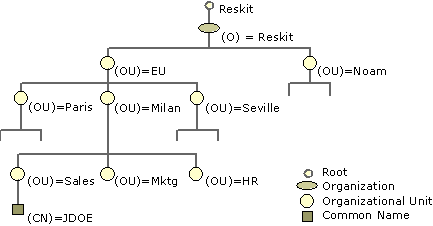 Reskit
(O) = Reskit
(OU)=EU
(OU)=Noam
(OU)=Paris
(OU)=Milan
(OU)=Seville
(OU)=Sales
(OU)=Mktg
(OU)=HR
(CN)=JDOE
Root
Organization
Organizational Unit
Common Name